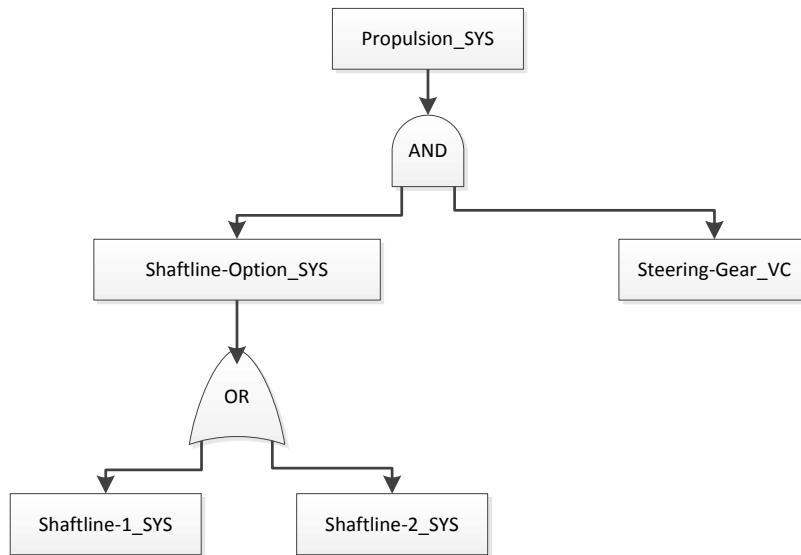 Propulsion_SYS
AND
Shaftline-Option_SYS
Steering-Gear_VC
OR
Shaftline-1_SYS
Shaftline-2_SYS